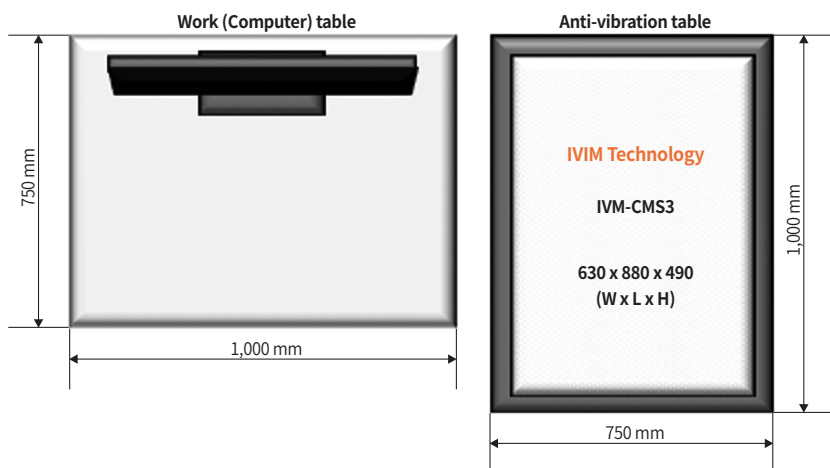 Work (Computer) table
750 mm
1,000 mm
Anti-vibration table
IVIM Technology
IVM-CMS3
630 x 880 x 490
(W x L x H)
1,000 mm
750 mm